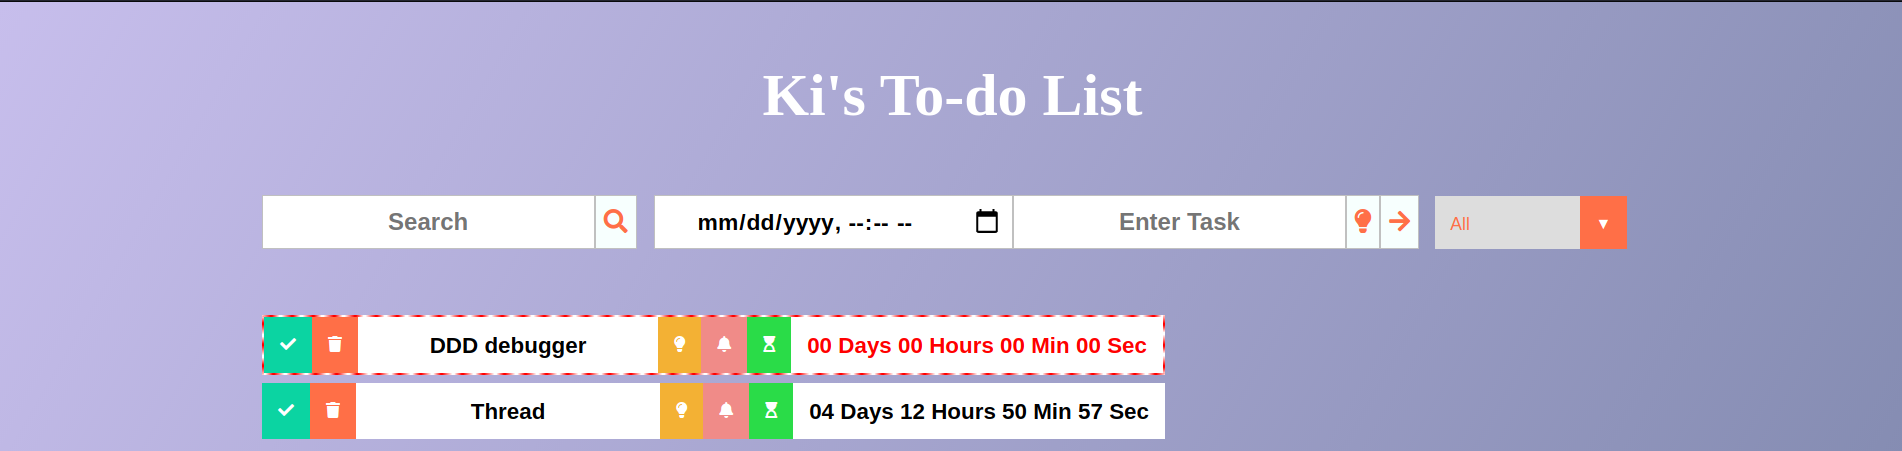 Ki's To-do List
Search mm/dd/yyyy, --:-- -- Enter Task All
DDD debugger 00 Days 00 Hours 00 Min 00 Sec
Thread 04 Days 12 Hours 50 Min 57 Sec